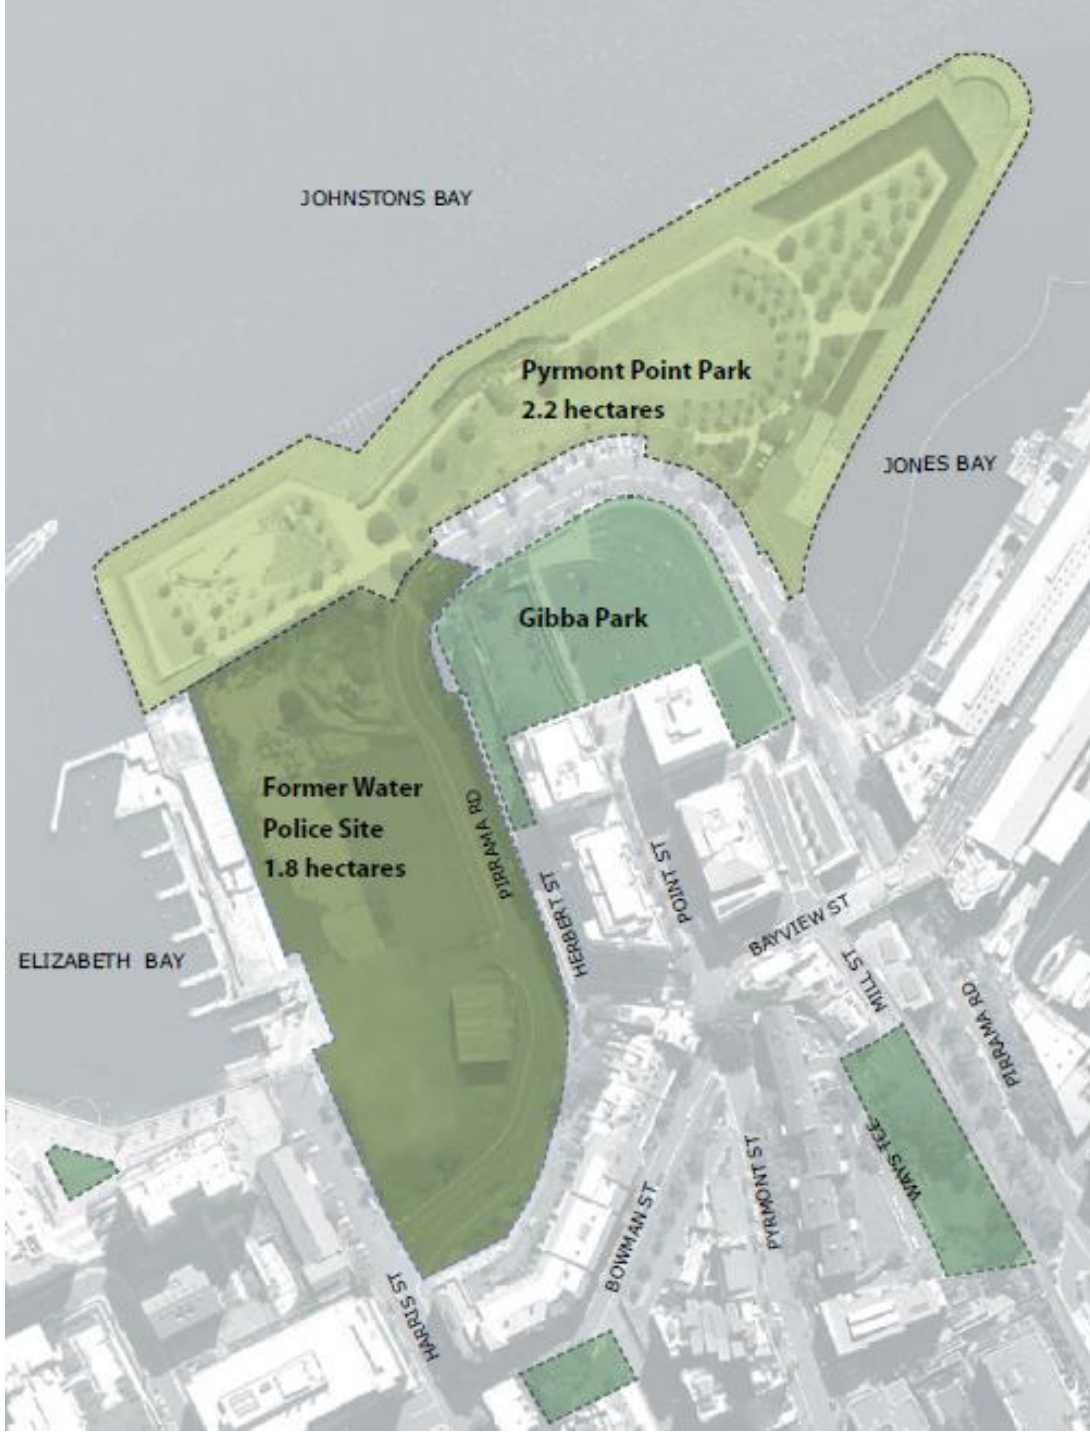 JOHNSTONS BAY
Pyrmont Point Park
2.2 hectares
JONES BAY
Gibba Park
Former Water
Police Site
1.8 hectares
PIRRAMA RD
HERBERT ST
POINT ST
BAYVIEW ST
MILL ST
PIRRAMA RD
ELIZABETH BAY
WAYS TCE
PYRMONT ST
BOWMAN ST
HARRIS ST